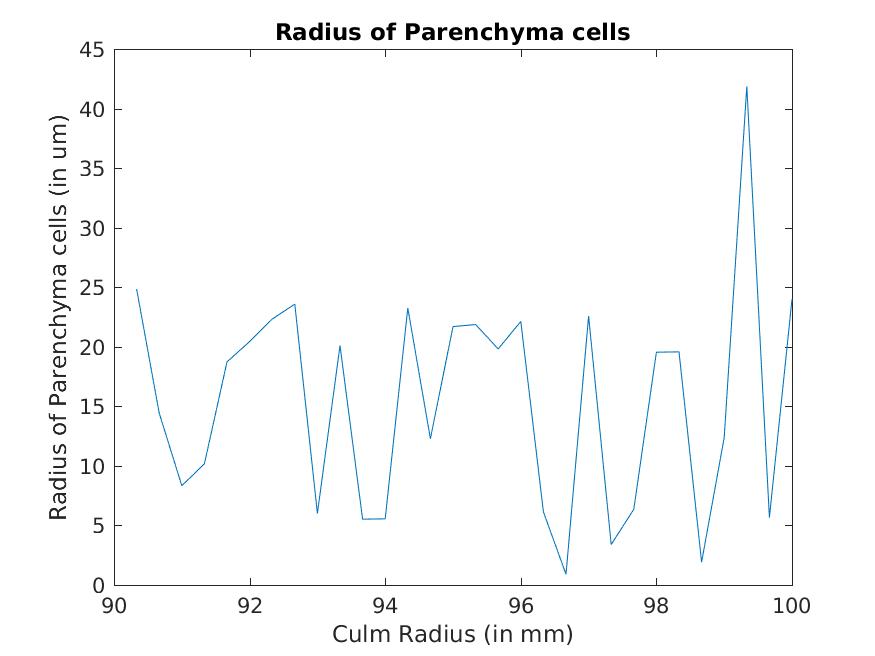 Radius of Parenchyma cells
45
40
35
30
25
20
15
10
5
0
Radius of Parenchyma cells (in um)
90 92 94 96 98 100
Culm Radius (in mm)